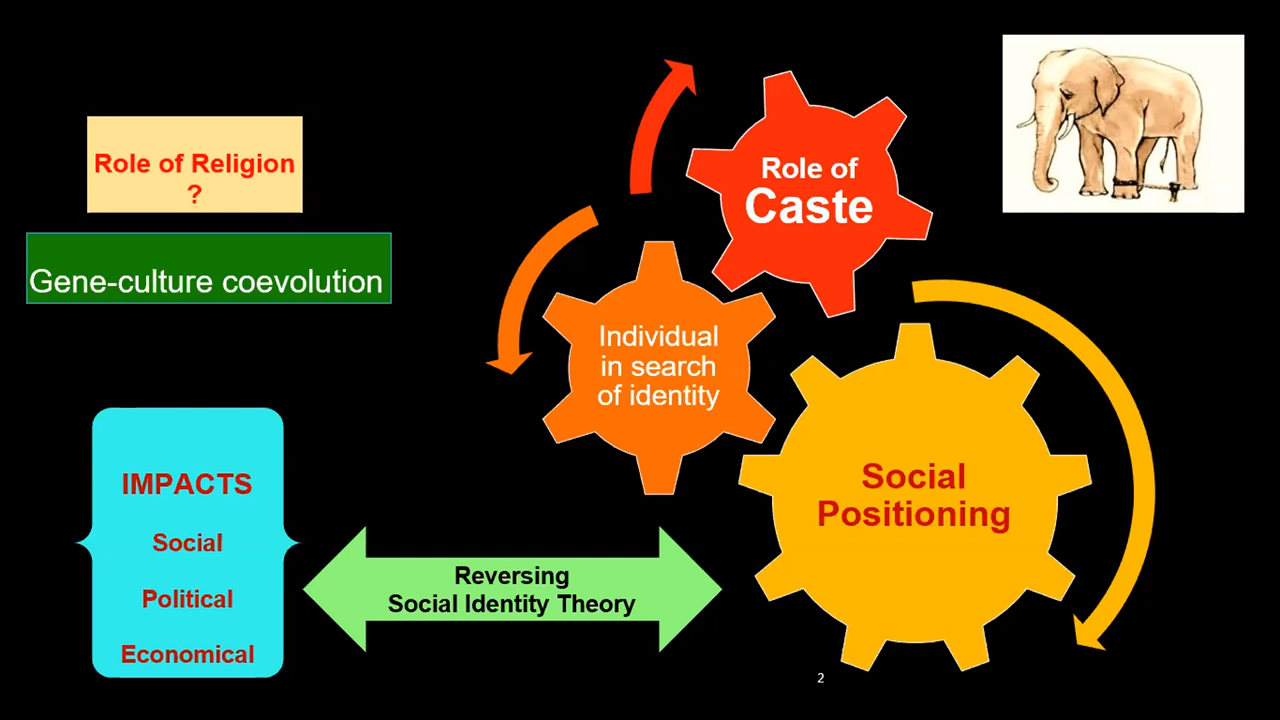 Role of Religion
?
Gene-culture coevolution
Role of
Caste
Individual
in search
of identity
Social
Positioning
IMPACTS
Social
Political
Economical
Reversing
Social Identity Theory
2